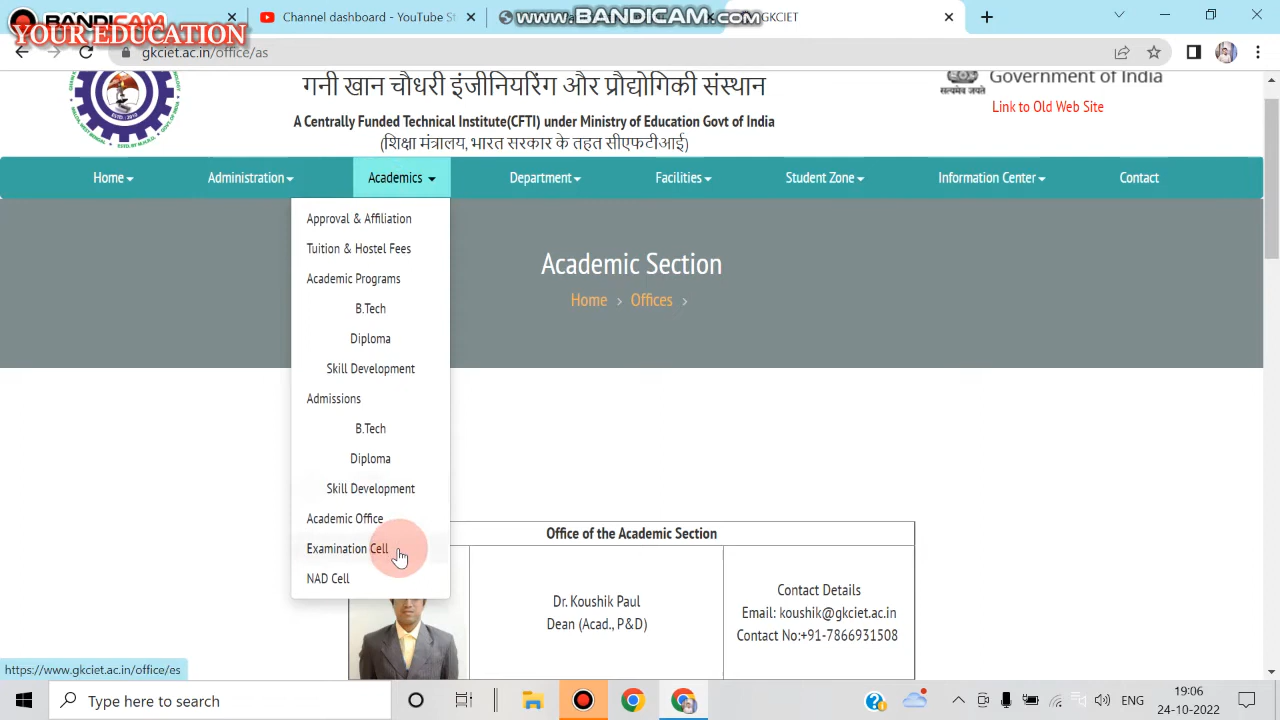 BANDICAM
YOUR EDUCATION
Channel dashboard - YouTube S
www.BANDICAM.com
GKCIET
gkciet.ac.in/office/as
गनी खान चौधरी इंजीनियरिंग और प्रौद्योगिकी संस्थान
Government of India
सत्यमेव जयते
Link to Old Web Site
A Centrally Funded Technical Institute(CFTI) under Ministry of Education Govt of India
(शिक्षा मंत्रालय, भारत सरकार के तहत सीएफटीआई)
Home Administration Academics Department Facilities Student Zone Information Center Contact
Approval & Affiliation
Tuition & Hostel Fees
Academic Programs
B.Tech
Diploma
Skill Development
Admissions
B.Tech
Diploma
Skill Development
Academic Office
Examination Cell
NAD Cell
Academic Section
Home › Offices ›
Office of the Academic Section
Dr. Koushik Paul
Dean (Acad., P&D)
Contact Details
Email: koushik@gkciet.ac.in
Contact No:+91-7866931508
https://www.gkciet.ac.in/office/es
Type here to search
ENG
19:06
24-10-2022